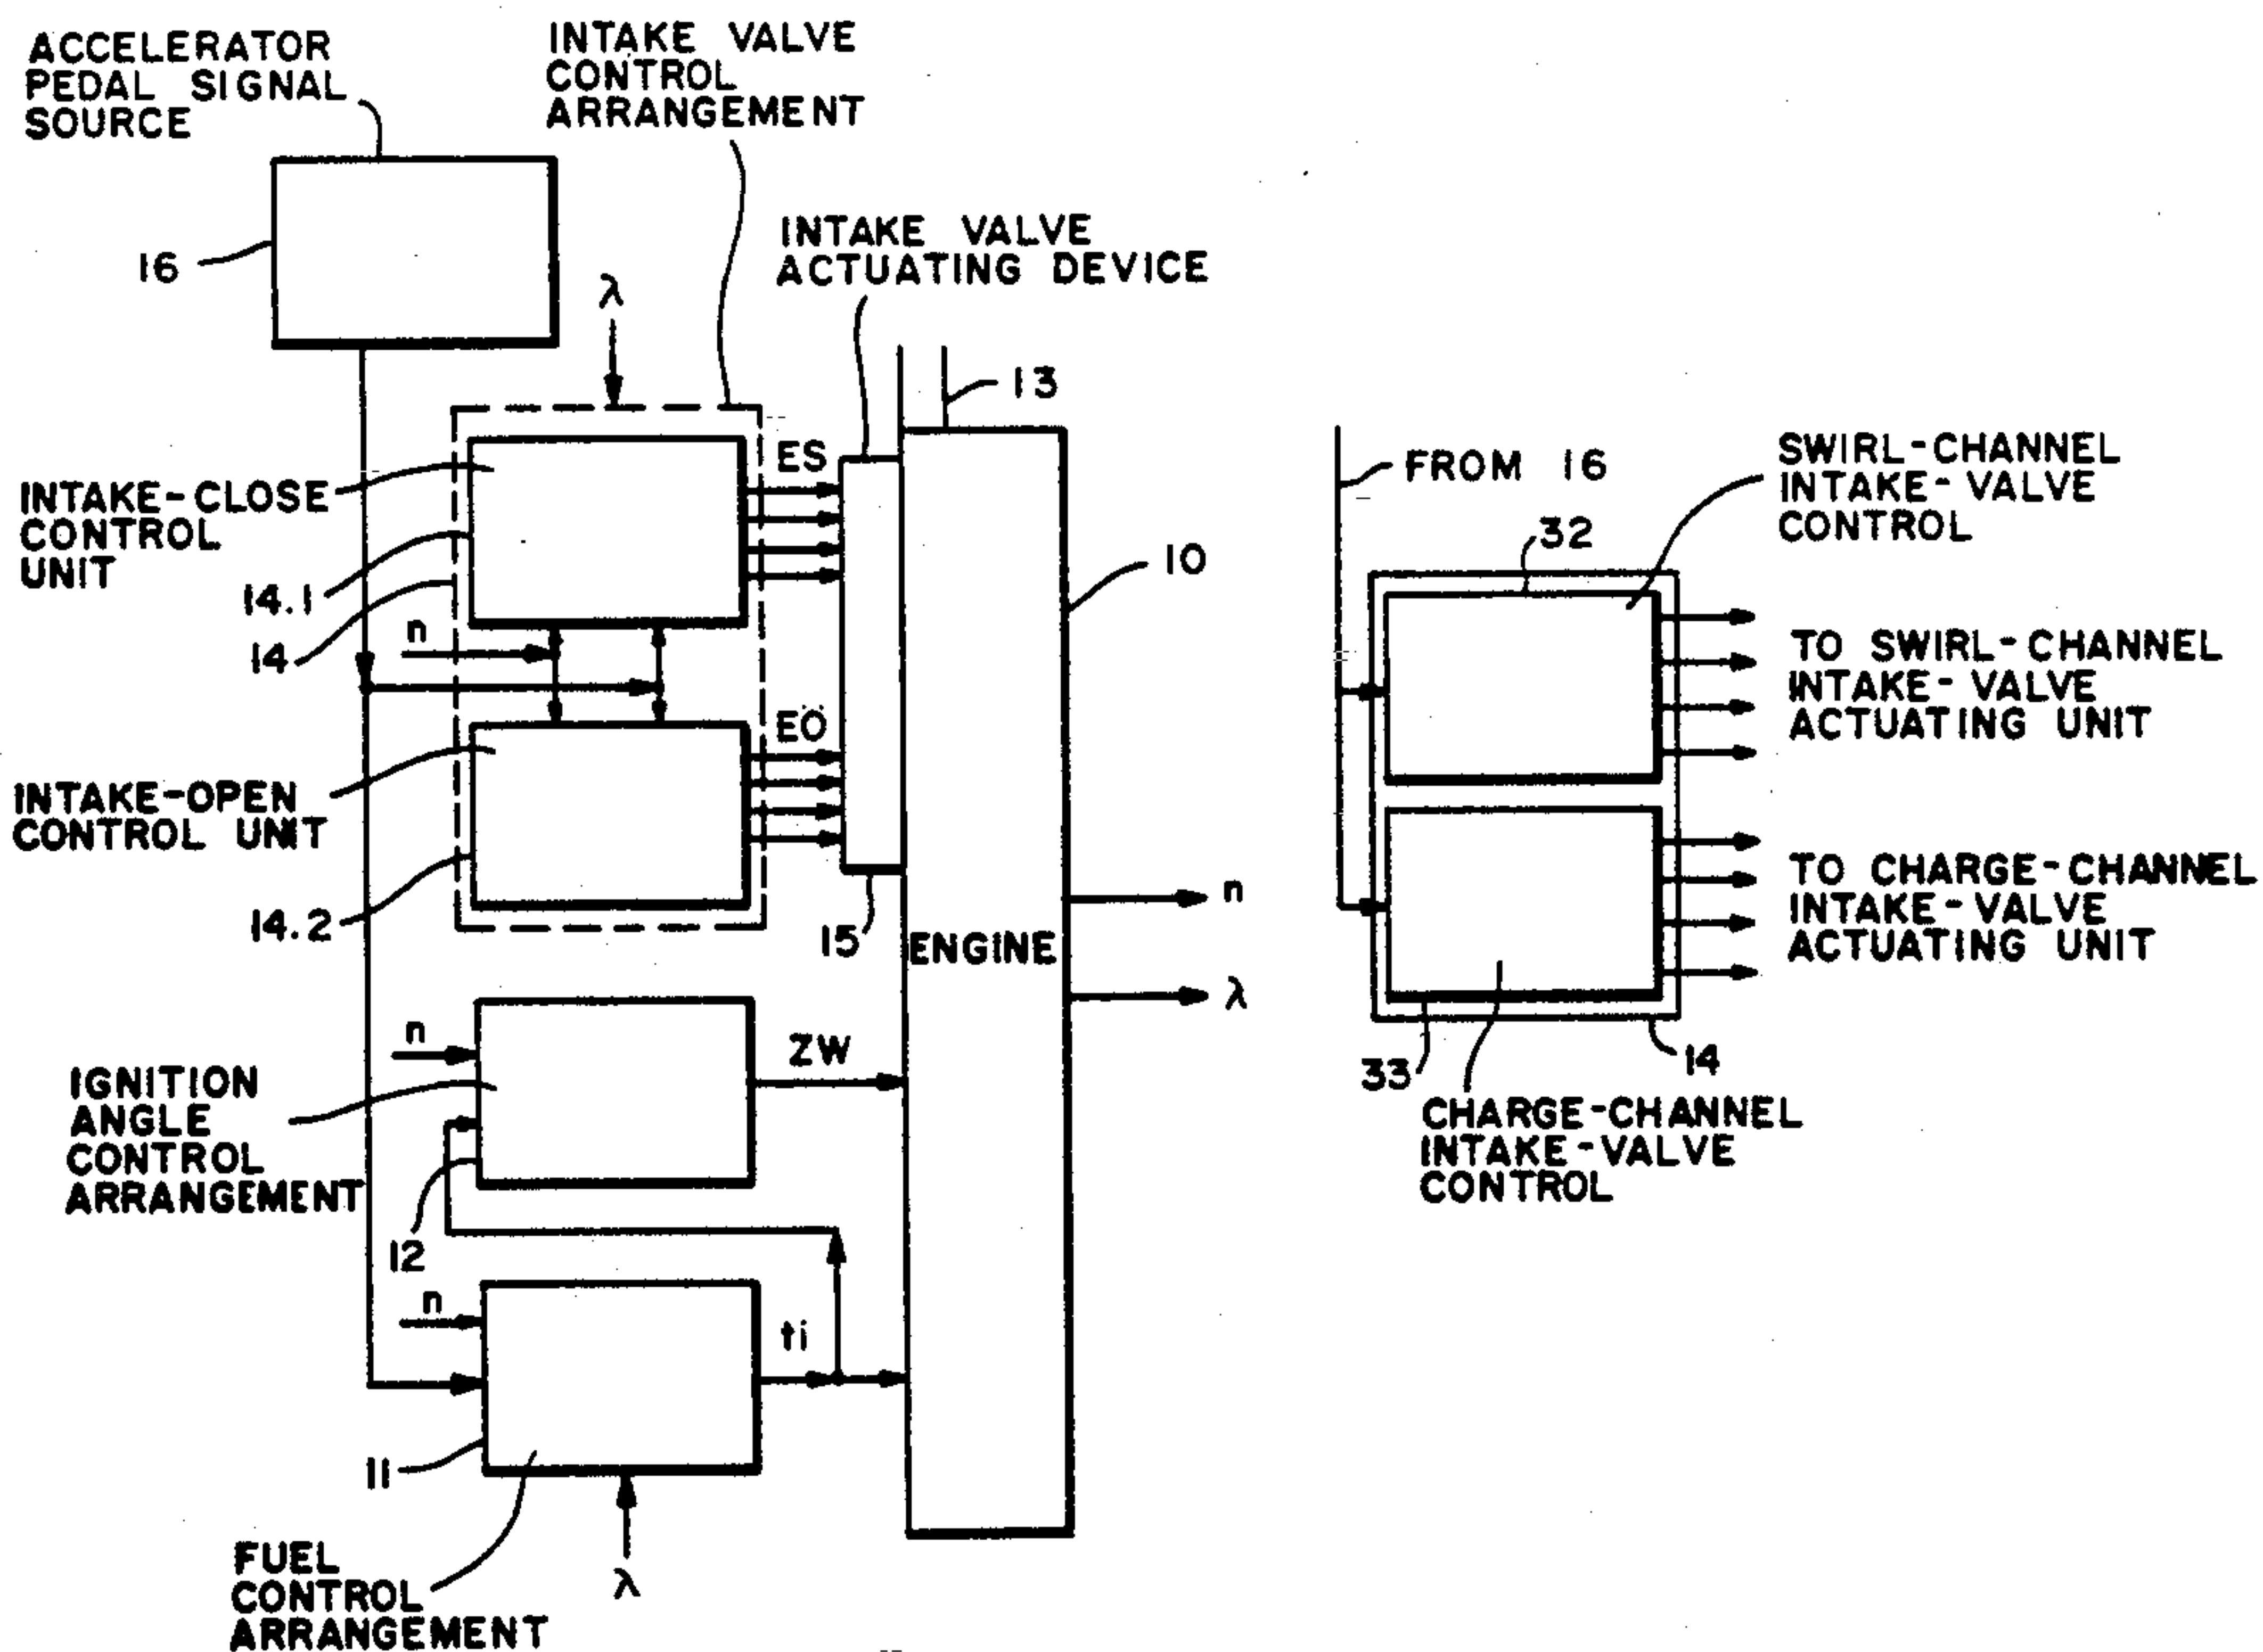 ACCELERATOR
PEDAL SIGNAL
SOURCE
16
INTAKE VALVE
CONTROL
ARRANGEMENT
INTAKE VALVE
ACTUATING DEVICE
λ
13
ES
INTAKE-CLOSE
CONTROL
UNIT
14.1
14
n
10
EÖ
INTAKE-OPEN
CONTROL UNIT
14.2
15
ENGINE
n
λ
n
ZW
IGNITION
ANGLE
CONTROL
ARRANGEMENT
12
n
ti
11
λ
FUEL
CONTROL
ARRANGEMENT
FROM 16
SWIRL-CHANNEL
INTAKE-VALVE
CONTROL
32
TO SWIRL-CHANNEL
INTAKE-VALVE
ACTUATING UNIT
TO CHARGE-CHANNEL
INTAKE-VALVE
ACTUATING UNIT
33
14
CHARGE-CHANNEL
INTAKE-VALVE
CONTROL